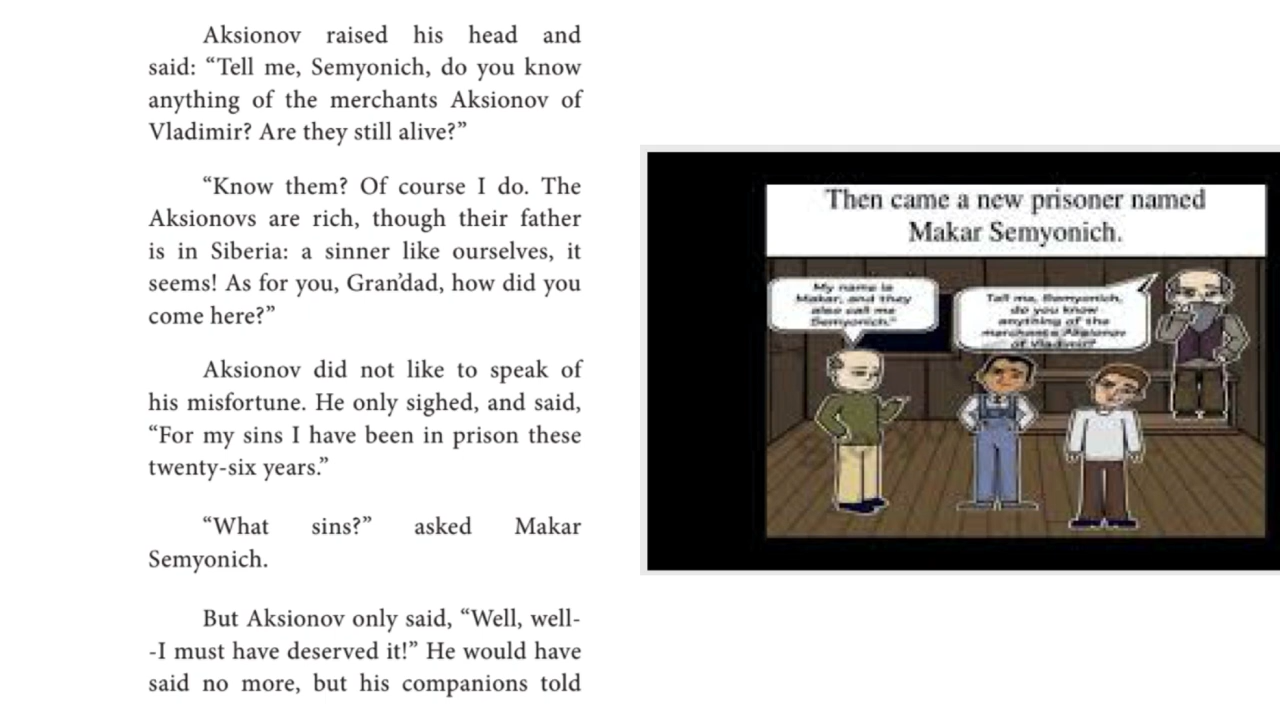 Aksionov raised his head and
said: “Tell me, Semyonich, do you know
anything of the merchants Aksionov of
Vladimir? Are they still alive?”
“Know them? Of course I do. The
Aksionovs are rich, though their father
is in Siberia: a sinner like ourselves, it
seems! As for you, Gran’dad, how did you
come here?”
Aksionov did not like to speak of
his misfortune. He only sighed, and said,
“For my sins I have been in prison these
twenty-six years.”
“What sins?” asked Makar
Semyonich.
But Aksionov only said, “Well, well-
-I must have deserved it!” He would have
said no more, but his companions told
Then came a new prisoner named
Makar Semyonich.
My name is
Makar, and they
also call me
Semyonich."
Tell me, Semyonich,
do you know
anything of the
merchants Aksionov
of Vladimir?